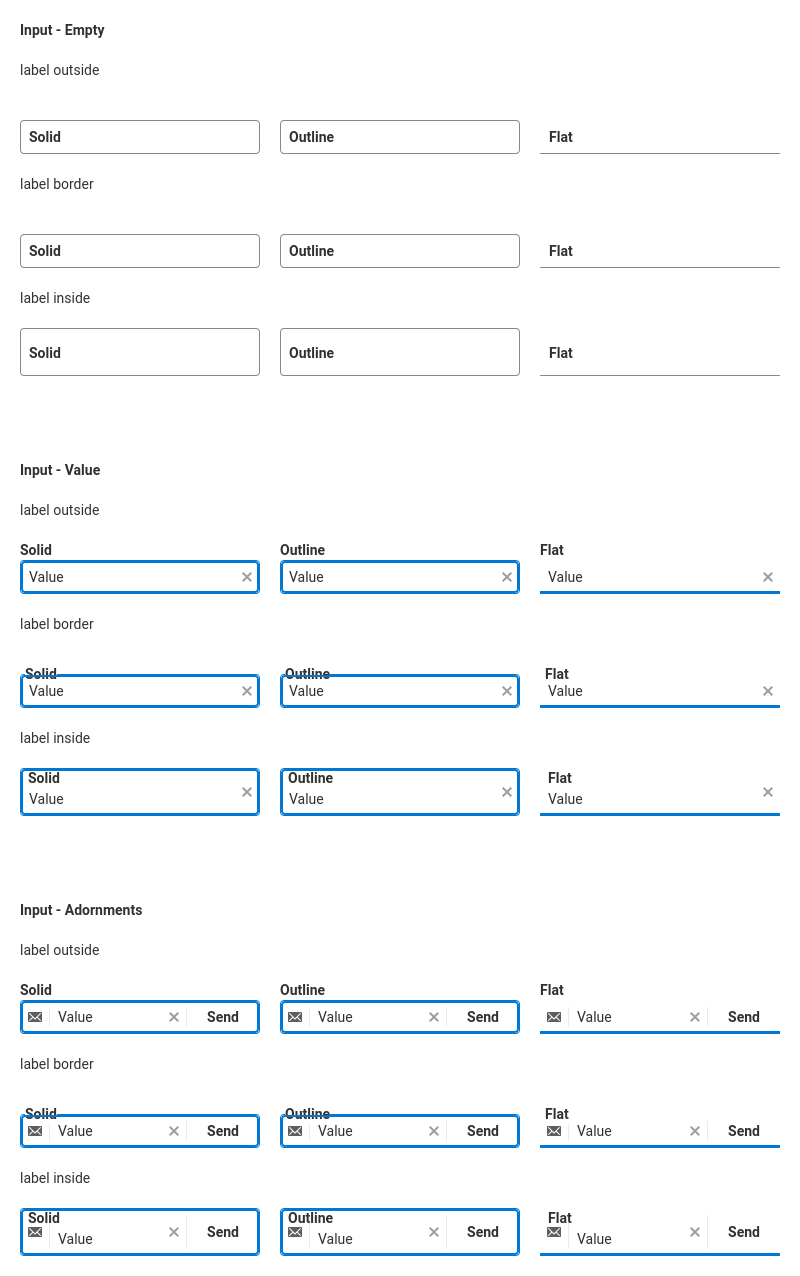 Input - Empty
label outside
Solid Outline Flat
label border
Solid Outline Flat
label inside
Solid Outline Flat
Input - Value
label outside
Solid Outline Flat
Value Value Value
label border
Solid Outline Flat
Value Value Value
label inside
Solid Outline Flat
Value Value Value
Input - Adornments
label outside
Solid Outline Flat
Value Send Value Send Value Send
label border
Solid Outline Flat
Value Send Value Send Value Send
label inside
Solid Outline Flat
Value Send Value Send Value Send